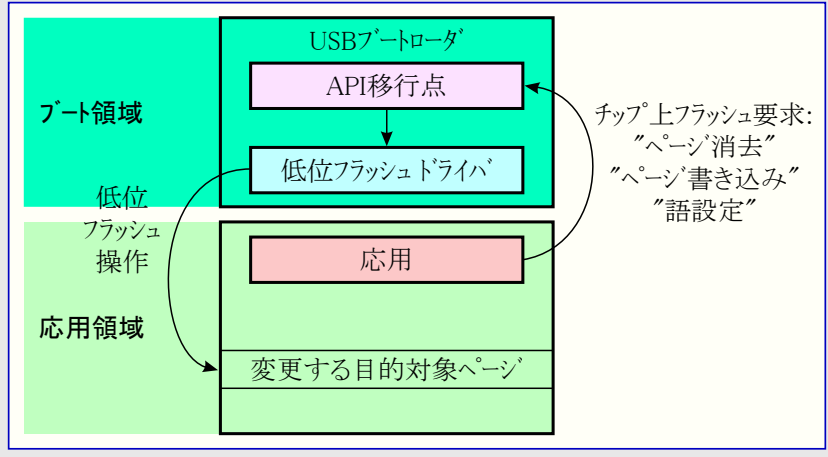 USBブートローダ
API移行点
ブート領域
チップ上フラッシュ要求:
"ページ消去"
"ページ書き込み"
"語設定"
低位フラッシュドライバ
低位
フラッシュ
操作
応用
応用領域
変更する目的対象ページ